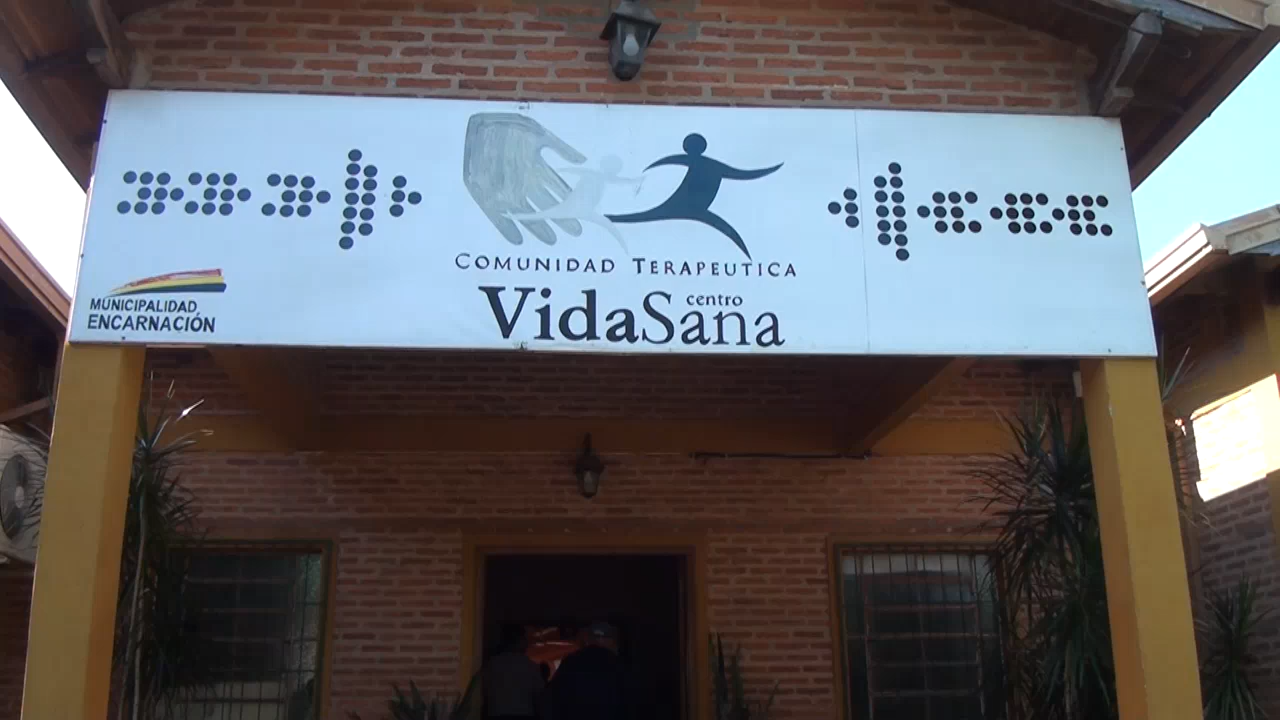 COMUNIDAD TERAPEUTICA
centro
VidaSana
MUNICIPALIDAD
ENCARNACIÓN